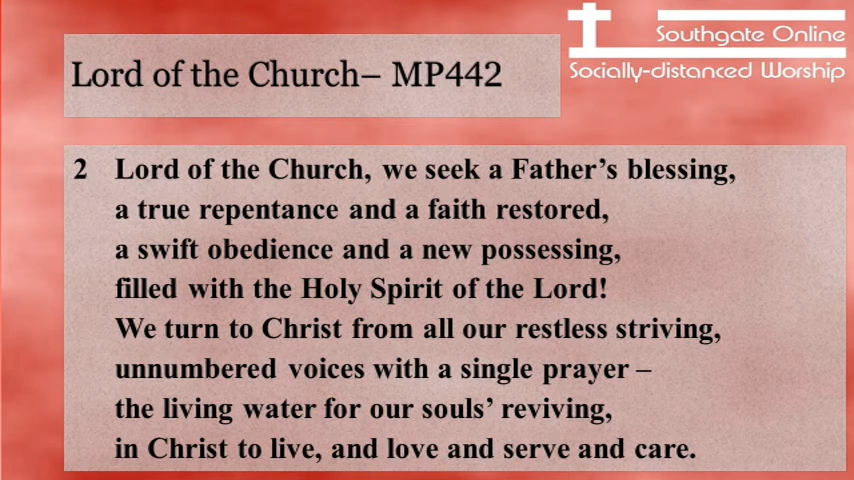 Southgate Online
Socially-distanced Worship
Lord of the Church– MP442
2 Lord of the Church, we seek a Father’s blessing,
a true repentance and a faith restored,
a swift obedience and a new possessing,
filled with the Holy Spirit of the Lord!
We turn to Christ from all our restless striving,
unnumbered voices with a single prayer –
the living water for our souls’ reviving,
in Christ to live, and love and serve and care.